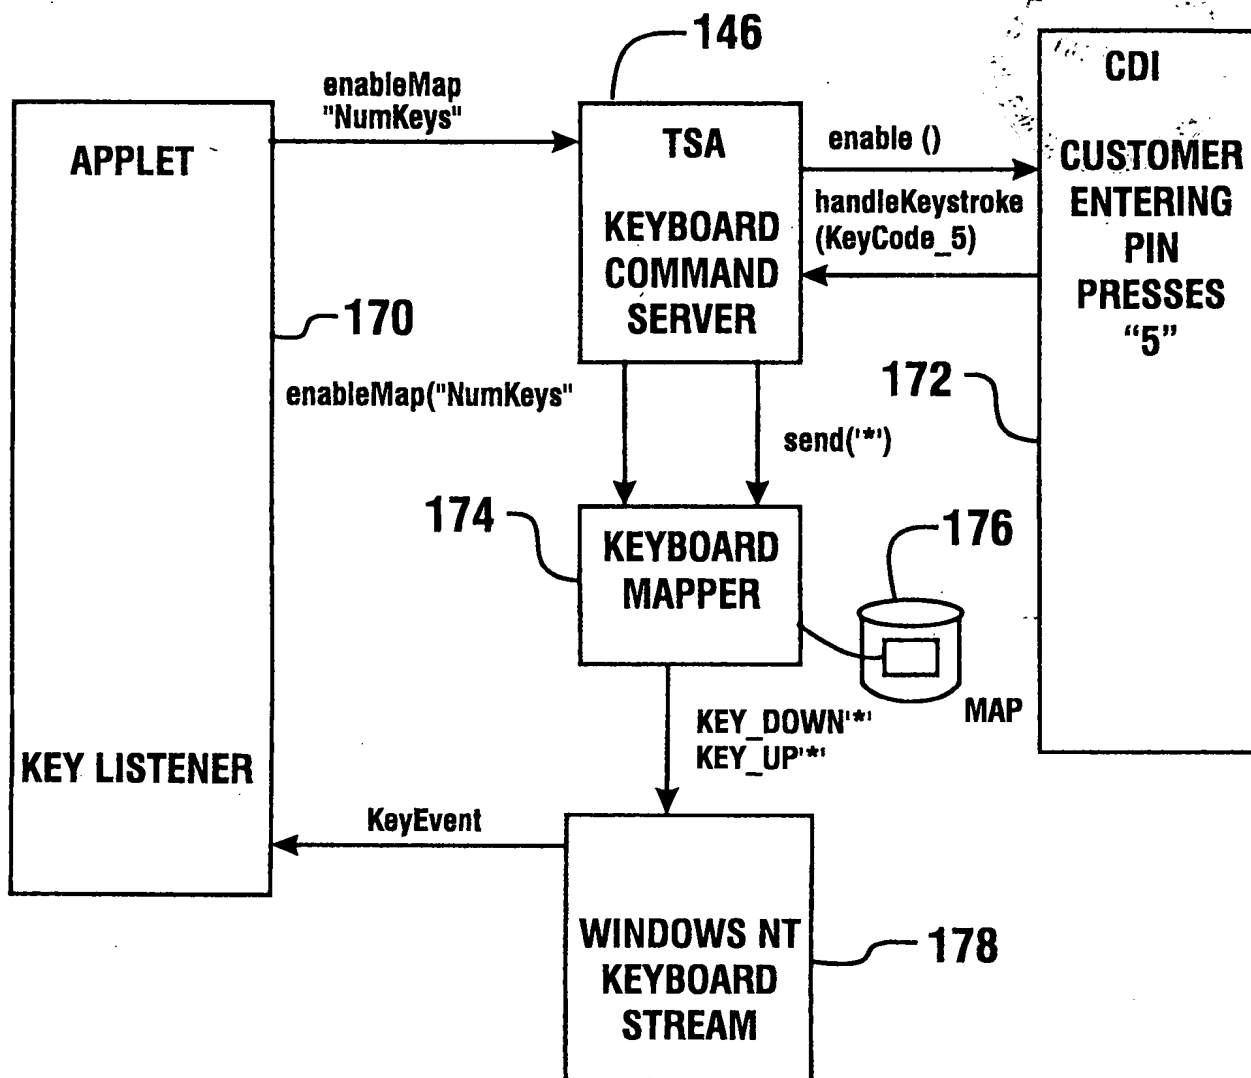 146
enableMap
"NumKeys"
APPLET
TSA
KEYBOARD
COMMAND
SERVER
enable ()
handleKeystroke
(KeyCode_5)
CDI
CUSTOMER
ENTERING
PIN
PRESSES
“5”
170
172
enableMap("NumKeys"
send('*')
174
KEYBOARD
MAPPER
176
MAP
KEY_DOWN'*'
KEY_UP'*'
KEY LISTENER
KeyEvent
WINDOWS NT
KEYBOARD
STREAM
178